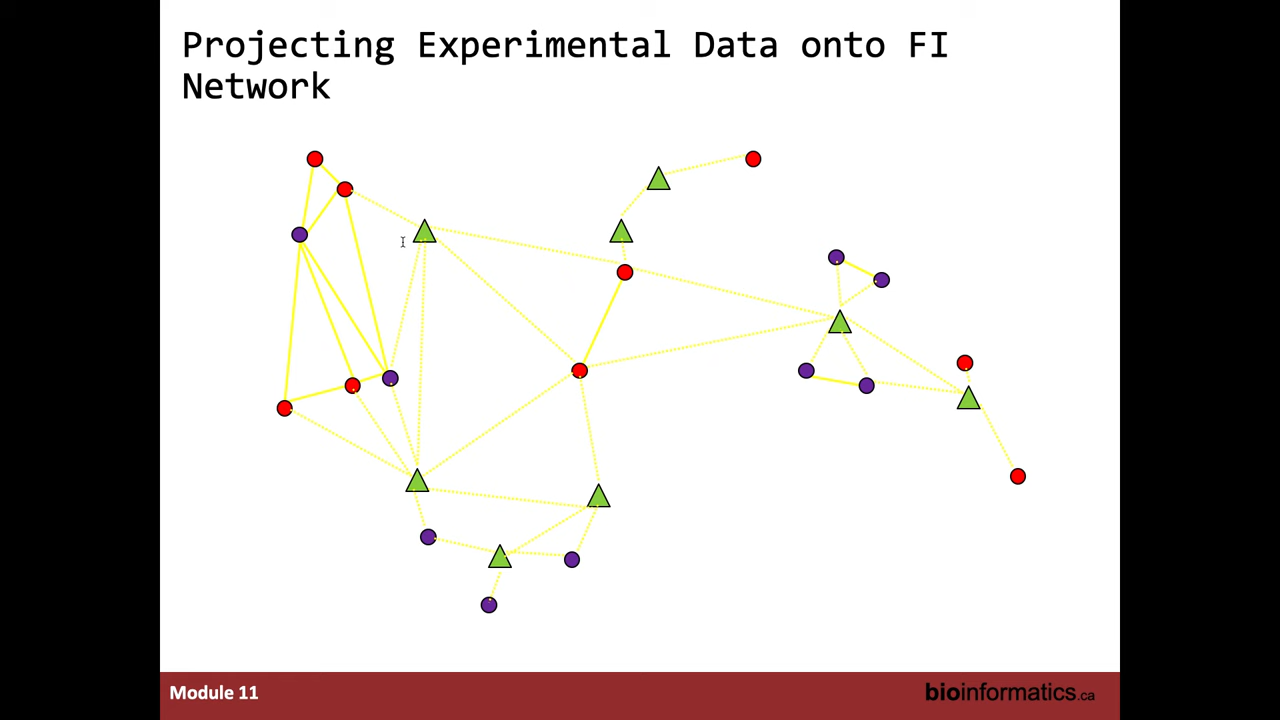 Projecting Experimental Data onto FI
Network
Module 11
bioinformatics.ca